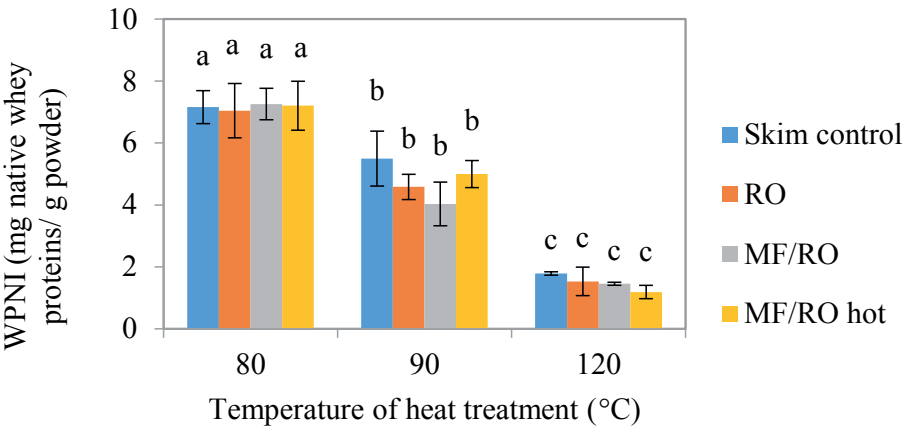 WPNI (mg native whey
proteins/ g powder)
10
8
6
4
2
0
a a a a
b b b b
c c c c
80 90 120
Temperature of heat treatment (°C)
Skim control
RO
MF/RO
MF/RO hot